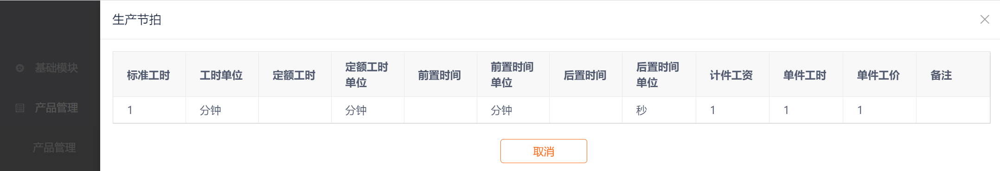 生产节拍
基础模块
产品管理
产品管理
标准工时 工时单位 定额工时 定额工时单位 前置时间 前置时间单位 后置时间 后置时间单位 计件工资 单件工时 单件工价 备注
1 分钟 分钟 分钟 秒 1 1 1
取消